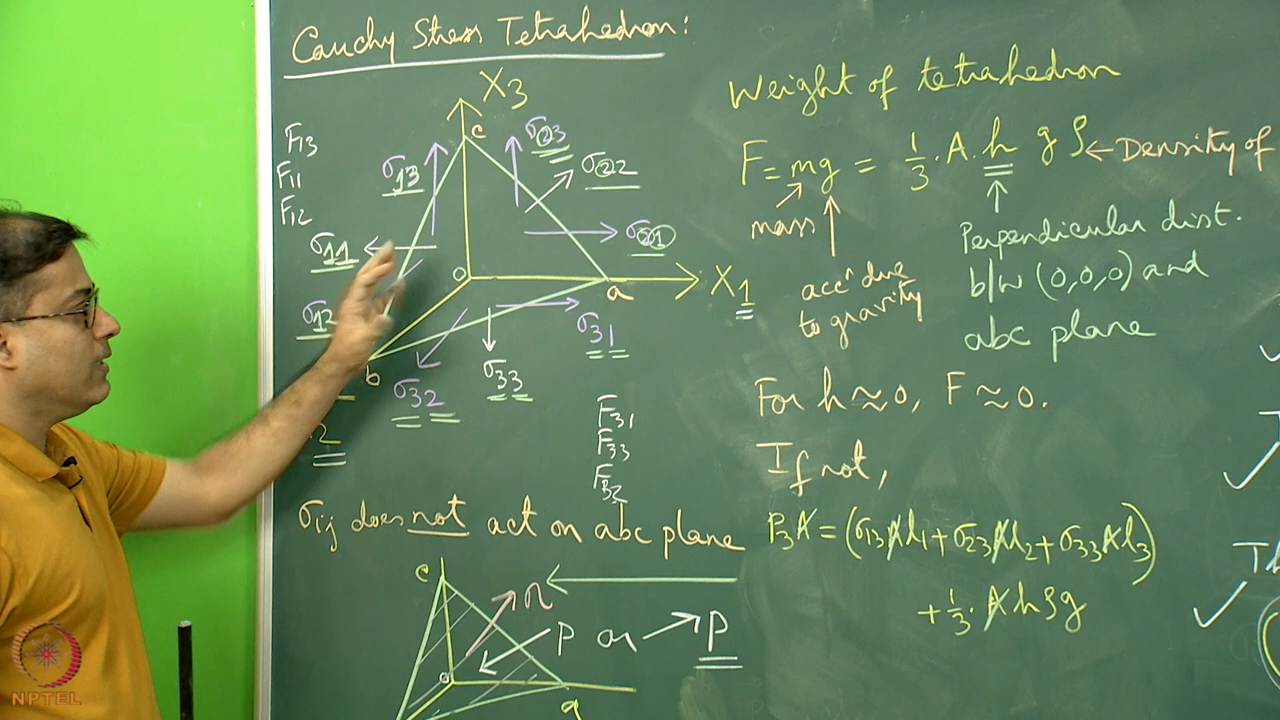 Cauchy Stress Tetrahedron:
X3
c
F13
F11
F12
σ13
σ23
σ22
σ21
σ11
σ12
o
a
X1
b
σ31
σ32
σ33
F31
F33
F32
σij does not act on abc plane
c
n
p or p
o
a
Weight of tetrahedron
F = mg = 1/3 . A . h g ρ ← Density of
mass
accⁿ due
to gravity
Perpendicular dist.
b/w (0,0,0) and
abc plane
For h ≈ 0, F ≈ 0.
If not,
P3A = (σ13Al1 + σ23Al2 + σ33Al3)
+ 1/3 . A h ρ g
NPTEL